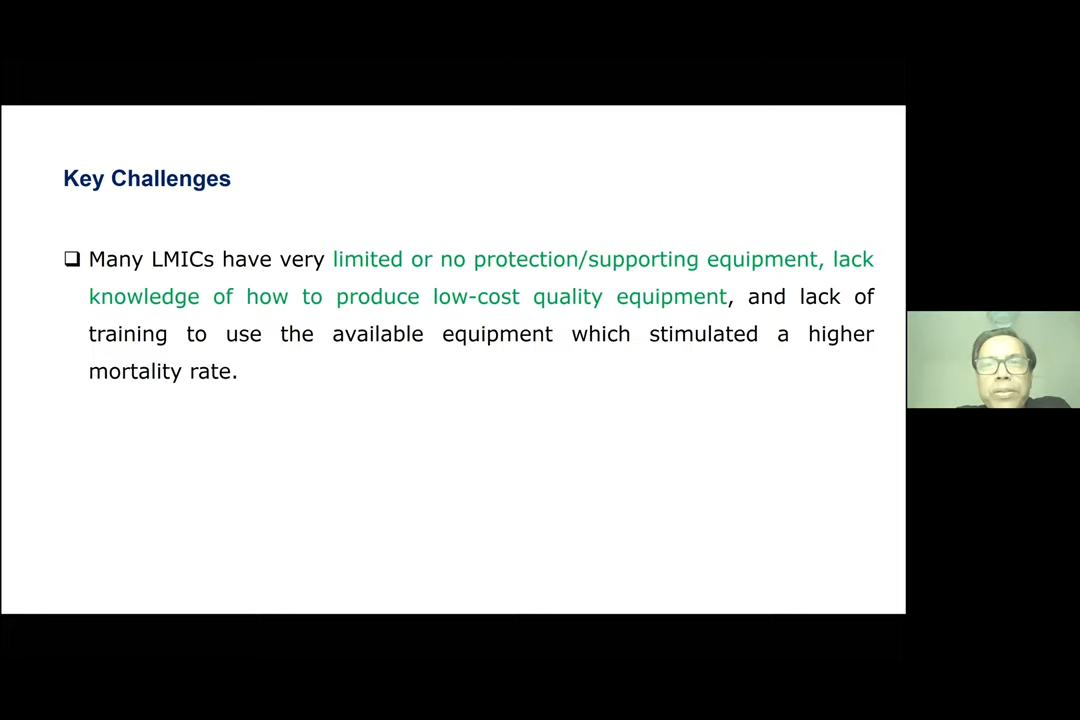 Key Challenges
❑ Many LMICs have very limited or no protection/supporting equipment, lack
knowledge of how to produce low-cost quality equipment, and lack of
training to use the available equipment which stimulated a higher
mortality rate.